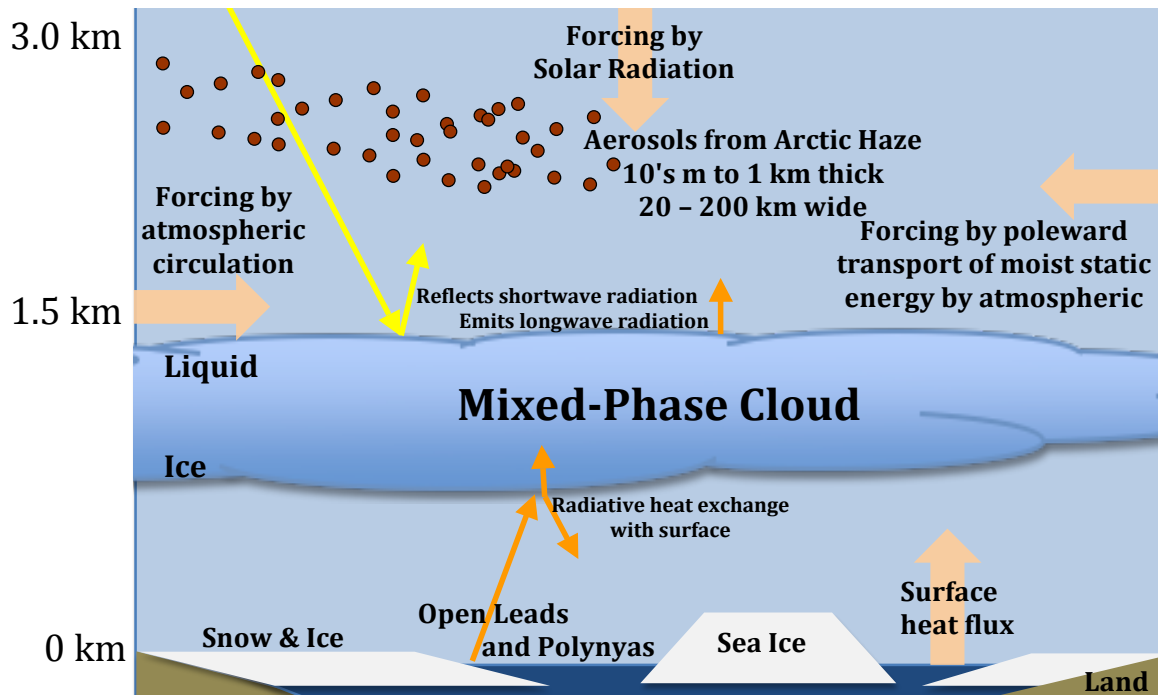 3.0 km
Forcing by
Solar Radiation
Aerosols from Arctic Haze
10's m to 1 km thick
20 – 200 km wide
Forcing by
atmospheric
circulation
Forcing by poleward
transport of moist static
energy by atmospheric
1.5 km
Reflects shortwave radiation
Emits longwave radiation
Liquid
Mixed-Phase Cloud
Ice
Radiative heat exchange
with surface
Surface
heat flux
Open Leads
and Polynyas
Snow & Ice
Sea Ice
0 km
Land